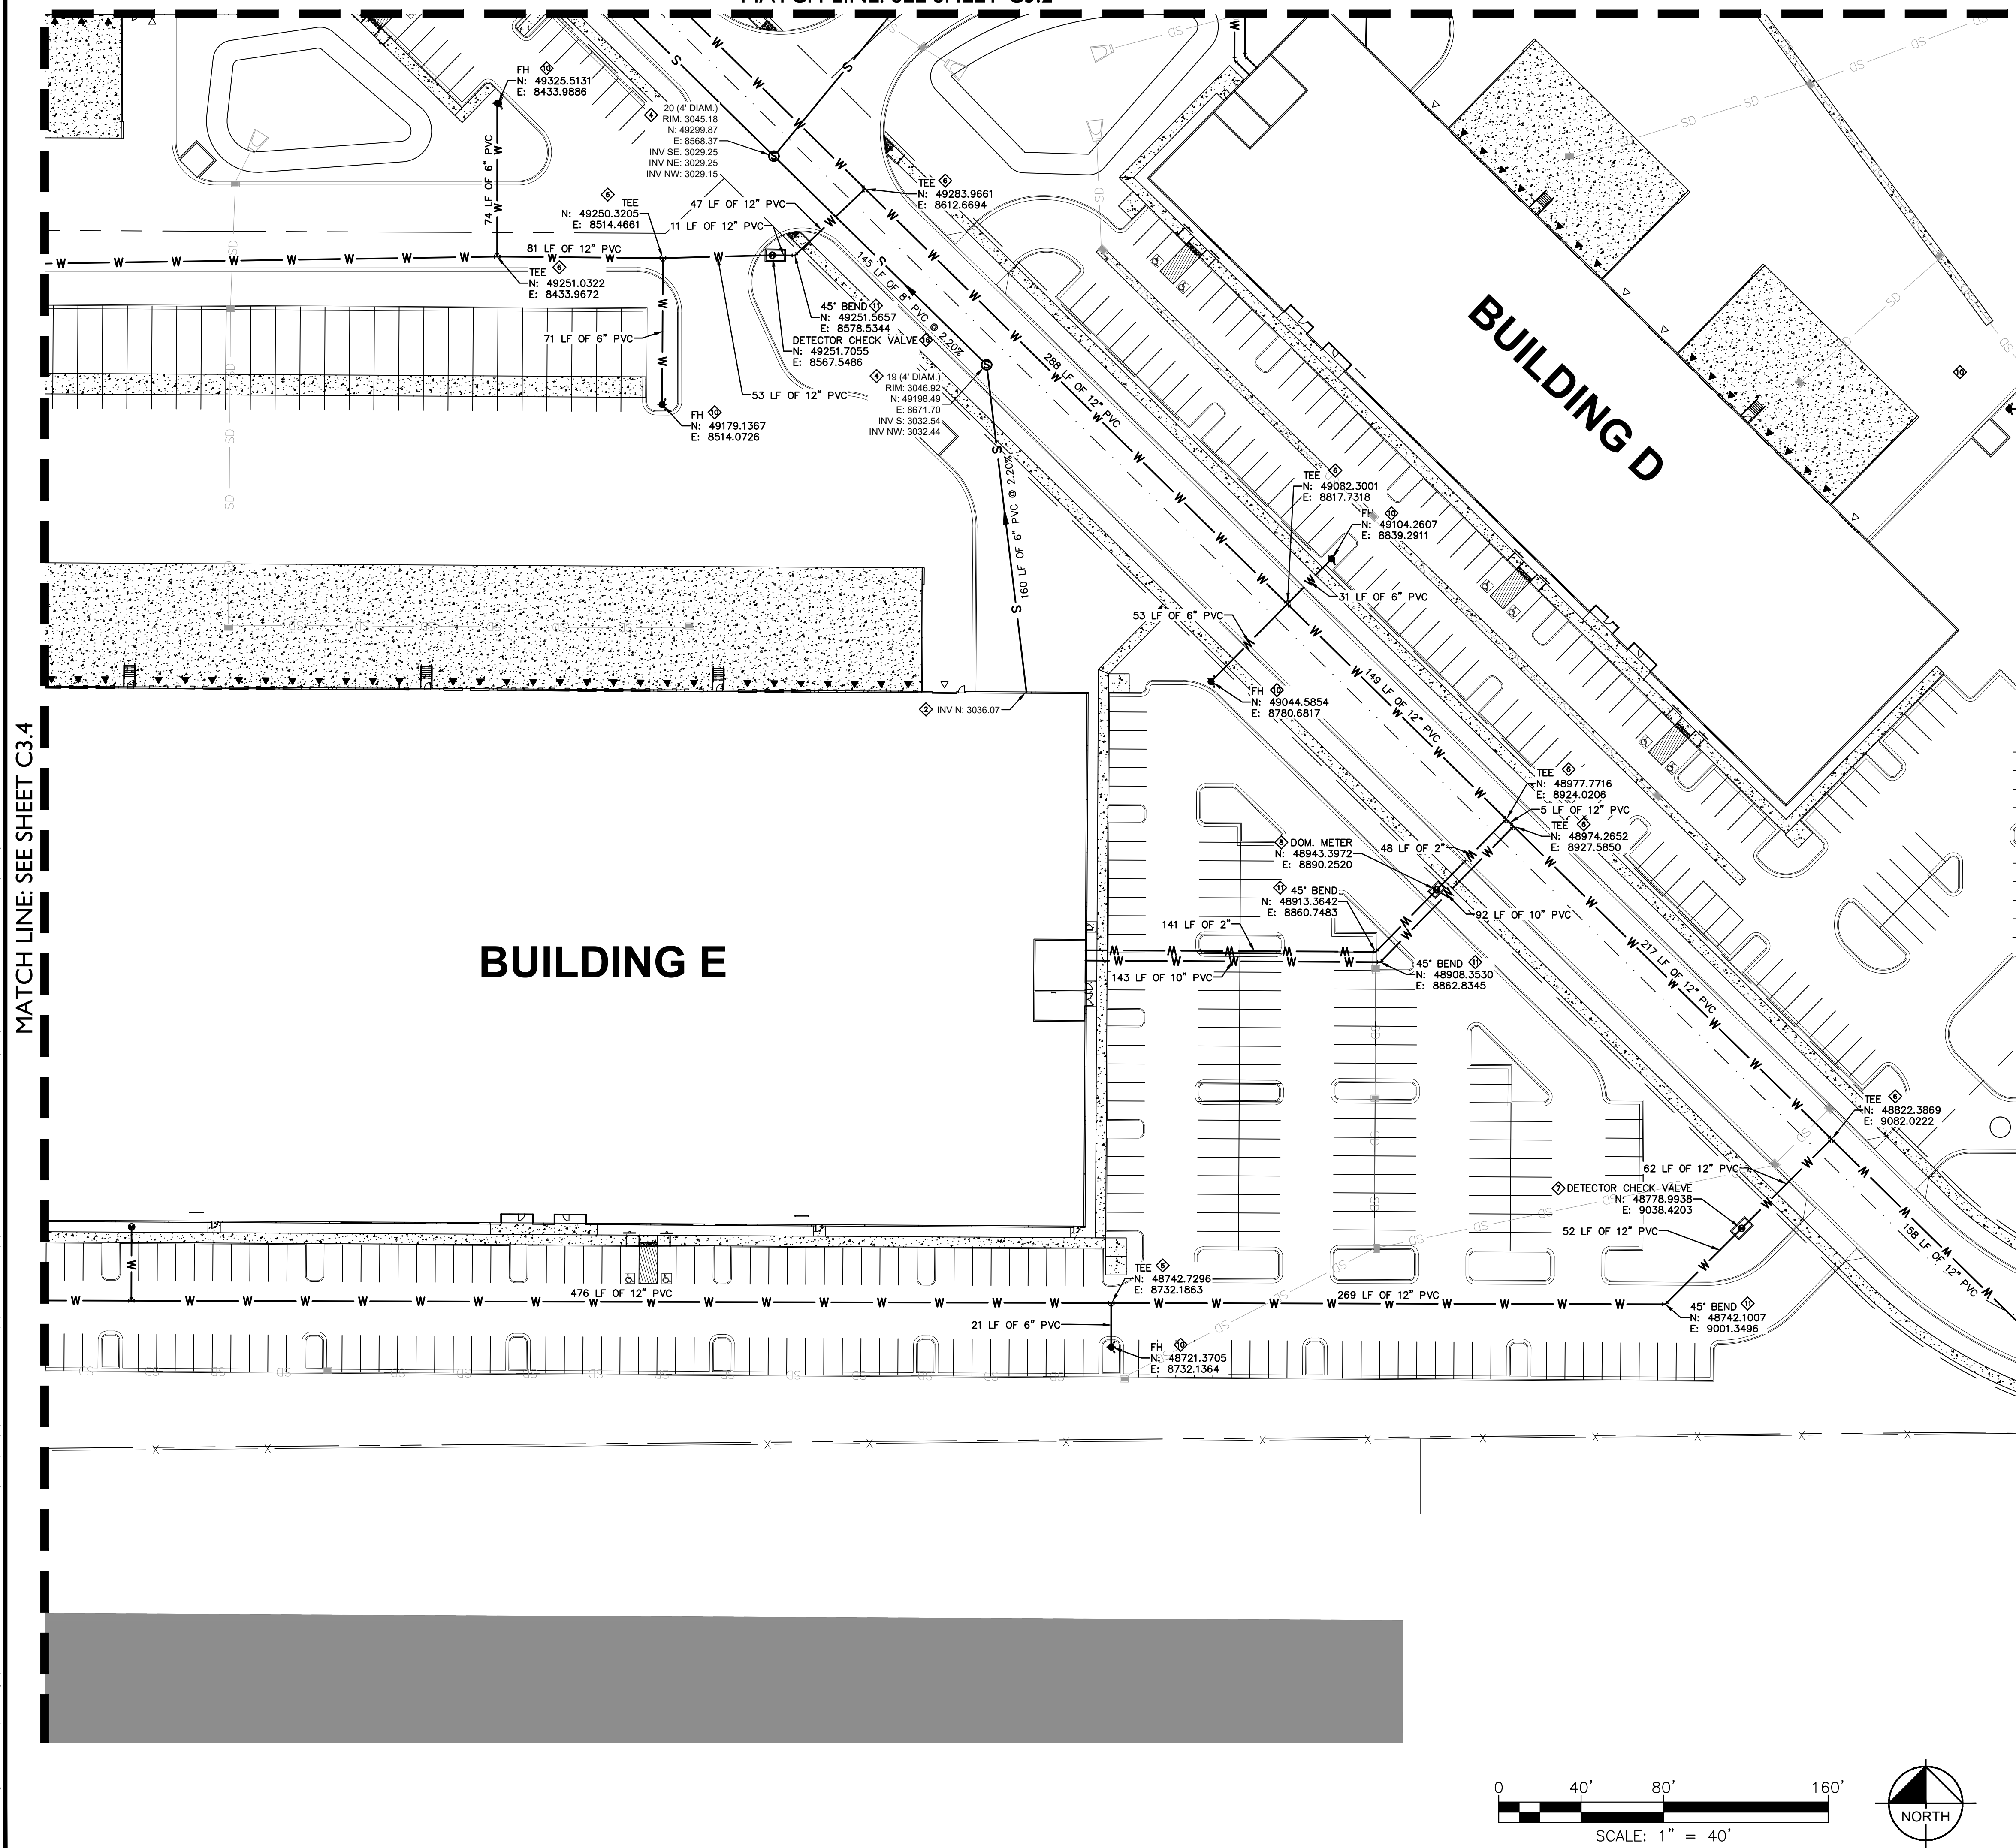 FH 10
N: 49325.5131
E: 8433.9886
4 20 (4' DIAM.)
RIM: 3045.18
N: 49299.87
E: 8568.37
INV SE: 3029.25
INV NE: 3029.25
INV NW: 3029.15
74 LF OF 6" PVC
6
TEE
N: 49250.3205
E: 8514.4661
47 LF OF 12" PVC
11 LF OF 12" PVC
TEE 6
N: 49283.9661
E: 8612.6694
81 LF OF 12" PVC
TEE 6
N: 49251.0322
E: 8433.9672
145 LF OF 8" PVC @ 2.20%
45° BEND 11
N: 49251.5657
E: 8578.5344
DETECTOR CHECK VALVE
N: 49251.7055
E: 8567.5486
71 LF OF 6" PVC
53 LF OF 12" PVC
4 19 (4' DIAM.)
RIM: 3046.92
N: 49198.49
E: 8671.70
INV S: 3032.54
INV NW: 3032.44
FH 10
N: 49179.1367
E: 8514.0726
288 LF OF 12" PVC
BUILDING D
10
160 LF OF 6" PVC @ 2.20%
TEE 6
N: 49082.3001
E: 8817.7318
FH 10
N: 49104.2607
E: 8839.2911
31 LF OF 6" PVC
53 LF OF 6" PVC
FH 10
N: 49044.5854
E: 8780.6817
149 LF OF 12" PVC
2 INV N: 3036.07
MATCH LINE: SEE SHEET C3.4
TEE 6
N: 48977.7716
E: 8924.0206
5 LF OF 12" PVC
TEE 6
N: 48974.2652
E: 8927.5850
8 DOM. METER
N: 48943.3972
E: 8890.2520
48 LF OF 2"
11 45° BEND
N: 48913.3642
E: 8860.7483
92 LF OF 10" PVC
141 LF OF 2"
BUILDING E
143 LF OF 10" PVC
45° BEND 11
N: 48908.3530
E: 8862.8345
217 LF OF 12" PVC
TEE 6
N: 48822.3869
E: 9082.0222
62 LF OF 12" PVC
7 DETECTOR CHECK VALVE
N: 48778.9938
E: 9038.4203
52 LF OF 12" PVC
158 LF OF 12" PVC
TEE 6
N: 48742.7296
E: 8732.1863
476 LF OF 12" PVC
269 LF OF 12" PVC
45° BEND 11
N: 48742.1007
E: 9001.3496
21 LF OF 6" PVC
FH 10
N: 48721.3705
E: 8732.1364
0 40' 80' 160'
SCALE: 1" = 40'
NORTH